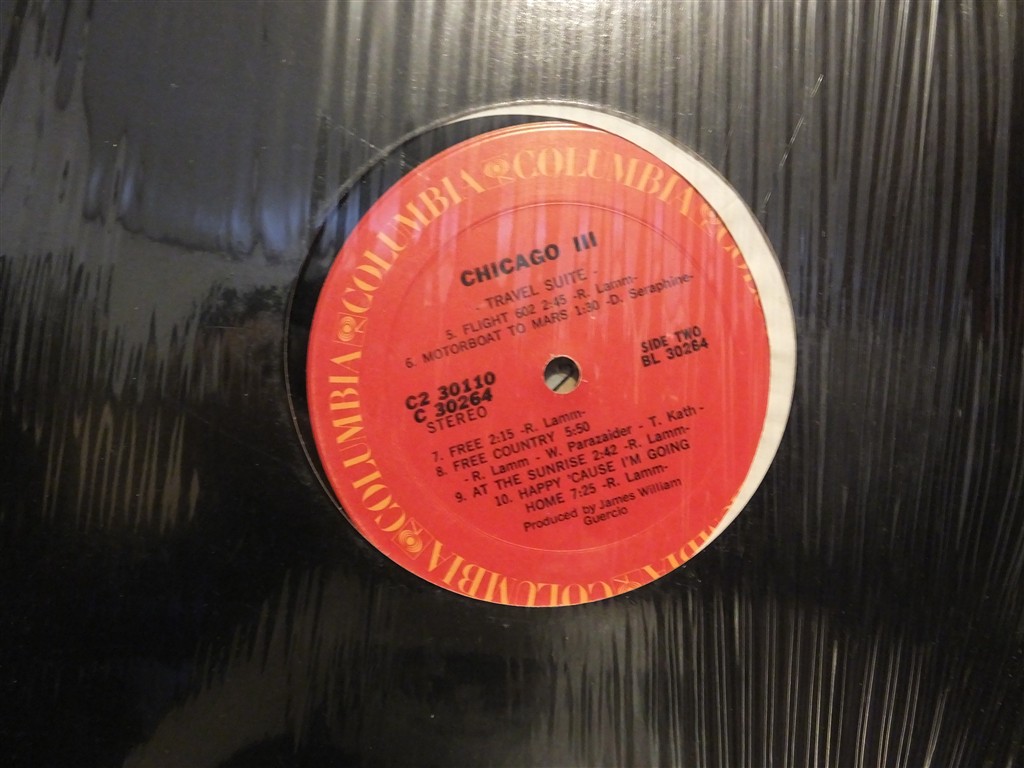 COLUMBIA COLUMBIA COLUMBIA COLUMBIA COLUMBIA COLUMBIA
CHICAGO III
- TRAVEL SUITE -
5. FLIGHT 602 2:45 -R. Lamm-
6. MOTORBOAT TO MARS 1:30 -D. Seraphine-
SIDE TWO
BL 30264
C2 30110
C 30264
STEREO
7. FREE 2:15 -R. Lamm-
8. FREE COUNTRY 5:50
- R. Lamm - W. Parazaider - T. Kath -
9. AT THE SUNRISE 2:42 -R. Lamm-
10. HAPPY 'CAUSE I'M GOING
HOME 7:25 -R. Lamm-
Produced by James William
Guercio